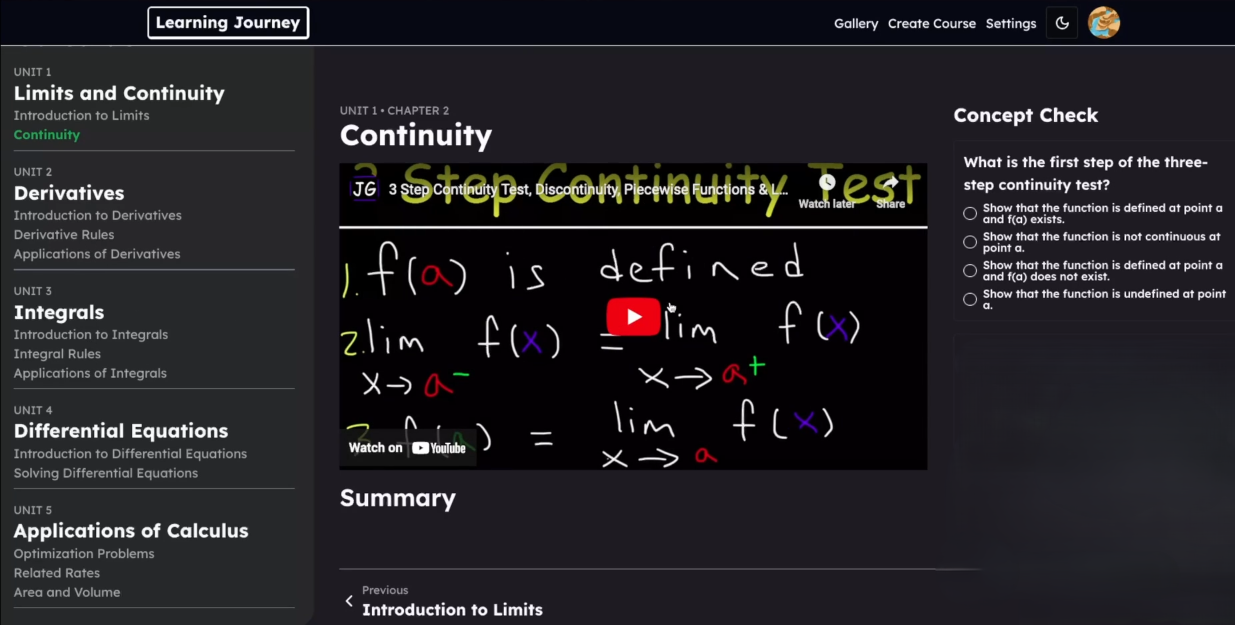 Learning Journey
Gallery Create Course Settings
UNIT 1
Limits and Continuity
Introduction to Limits
Continuity
UNIT 2
Derivatives
Introduction to Derivatives
Derivative Rules
Applications of Derivatives
UNIT 3
Integrals
Introduction to Integrals
Integral Rules
Applications of Integrals
UNIT 4
Differential Equations
Introduction to Differential Equations
Solving Differential Equations
UNIT 5
Applications of Calculus
Optimization Problems
Related Rates
Area and Volume
UNIT 1 • CHAPTER 2
Continuity
3 Step Continuity Test
JG 3 Step Continuity Test, Discontinuity, Piecewise Functions & L...
Watch later Share
1. f(a) is defined
2. lim f(x) = lim f(x)
x → a⁻ x → a⁺
3. f(a) = lim f(x)
x → a
Watch on YouTube
Summary
Previous
Introduction to Limits
Concept Check
What is the first step of the three-
step continuity test?
Show that the function is defined at point a
and f(a) exists.
Show that the function is not continuous at
point a.
Show that the function is defined at point a
and f(a) does not exist.
Show that the function is undefined at point
a.